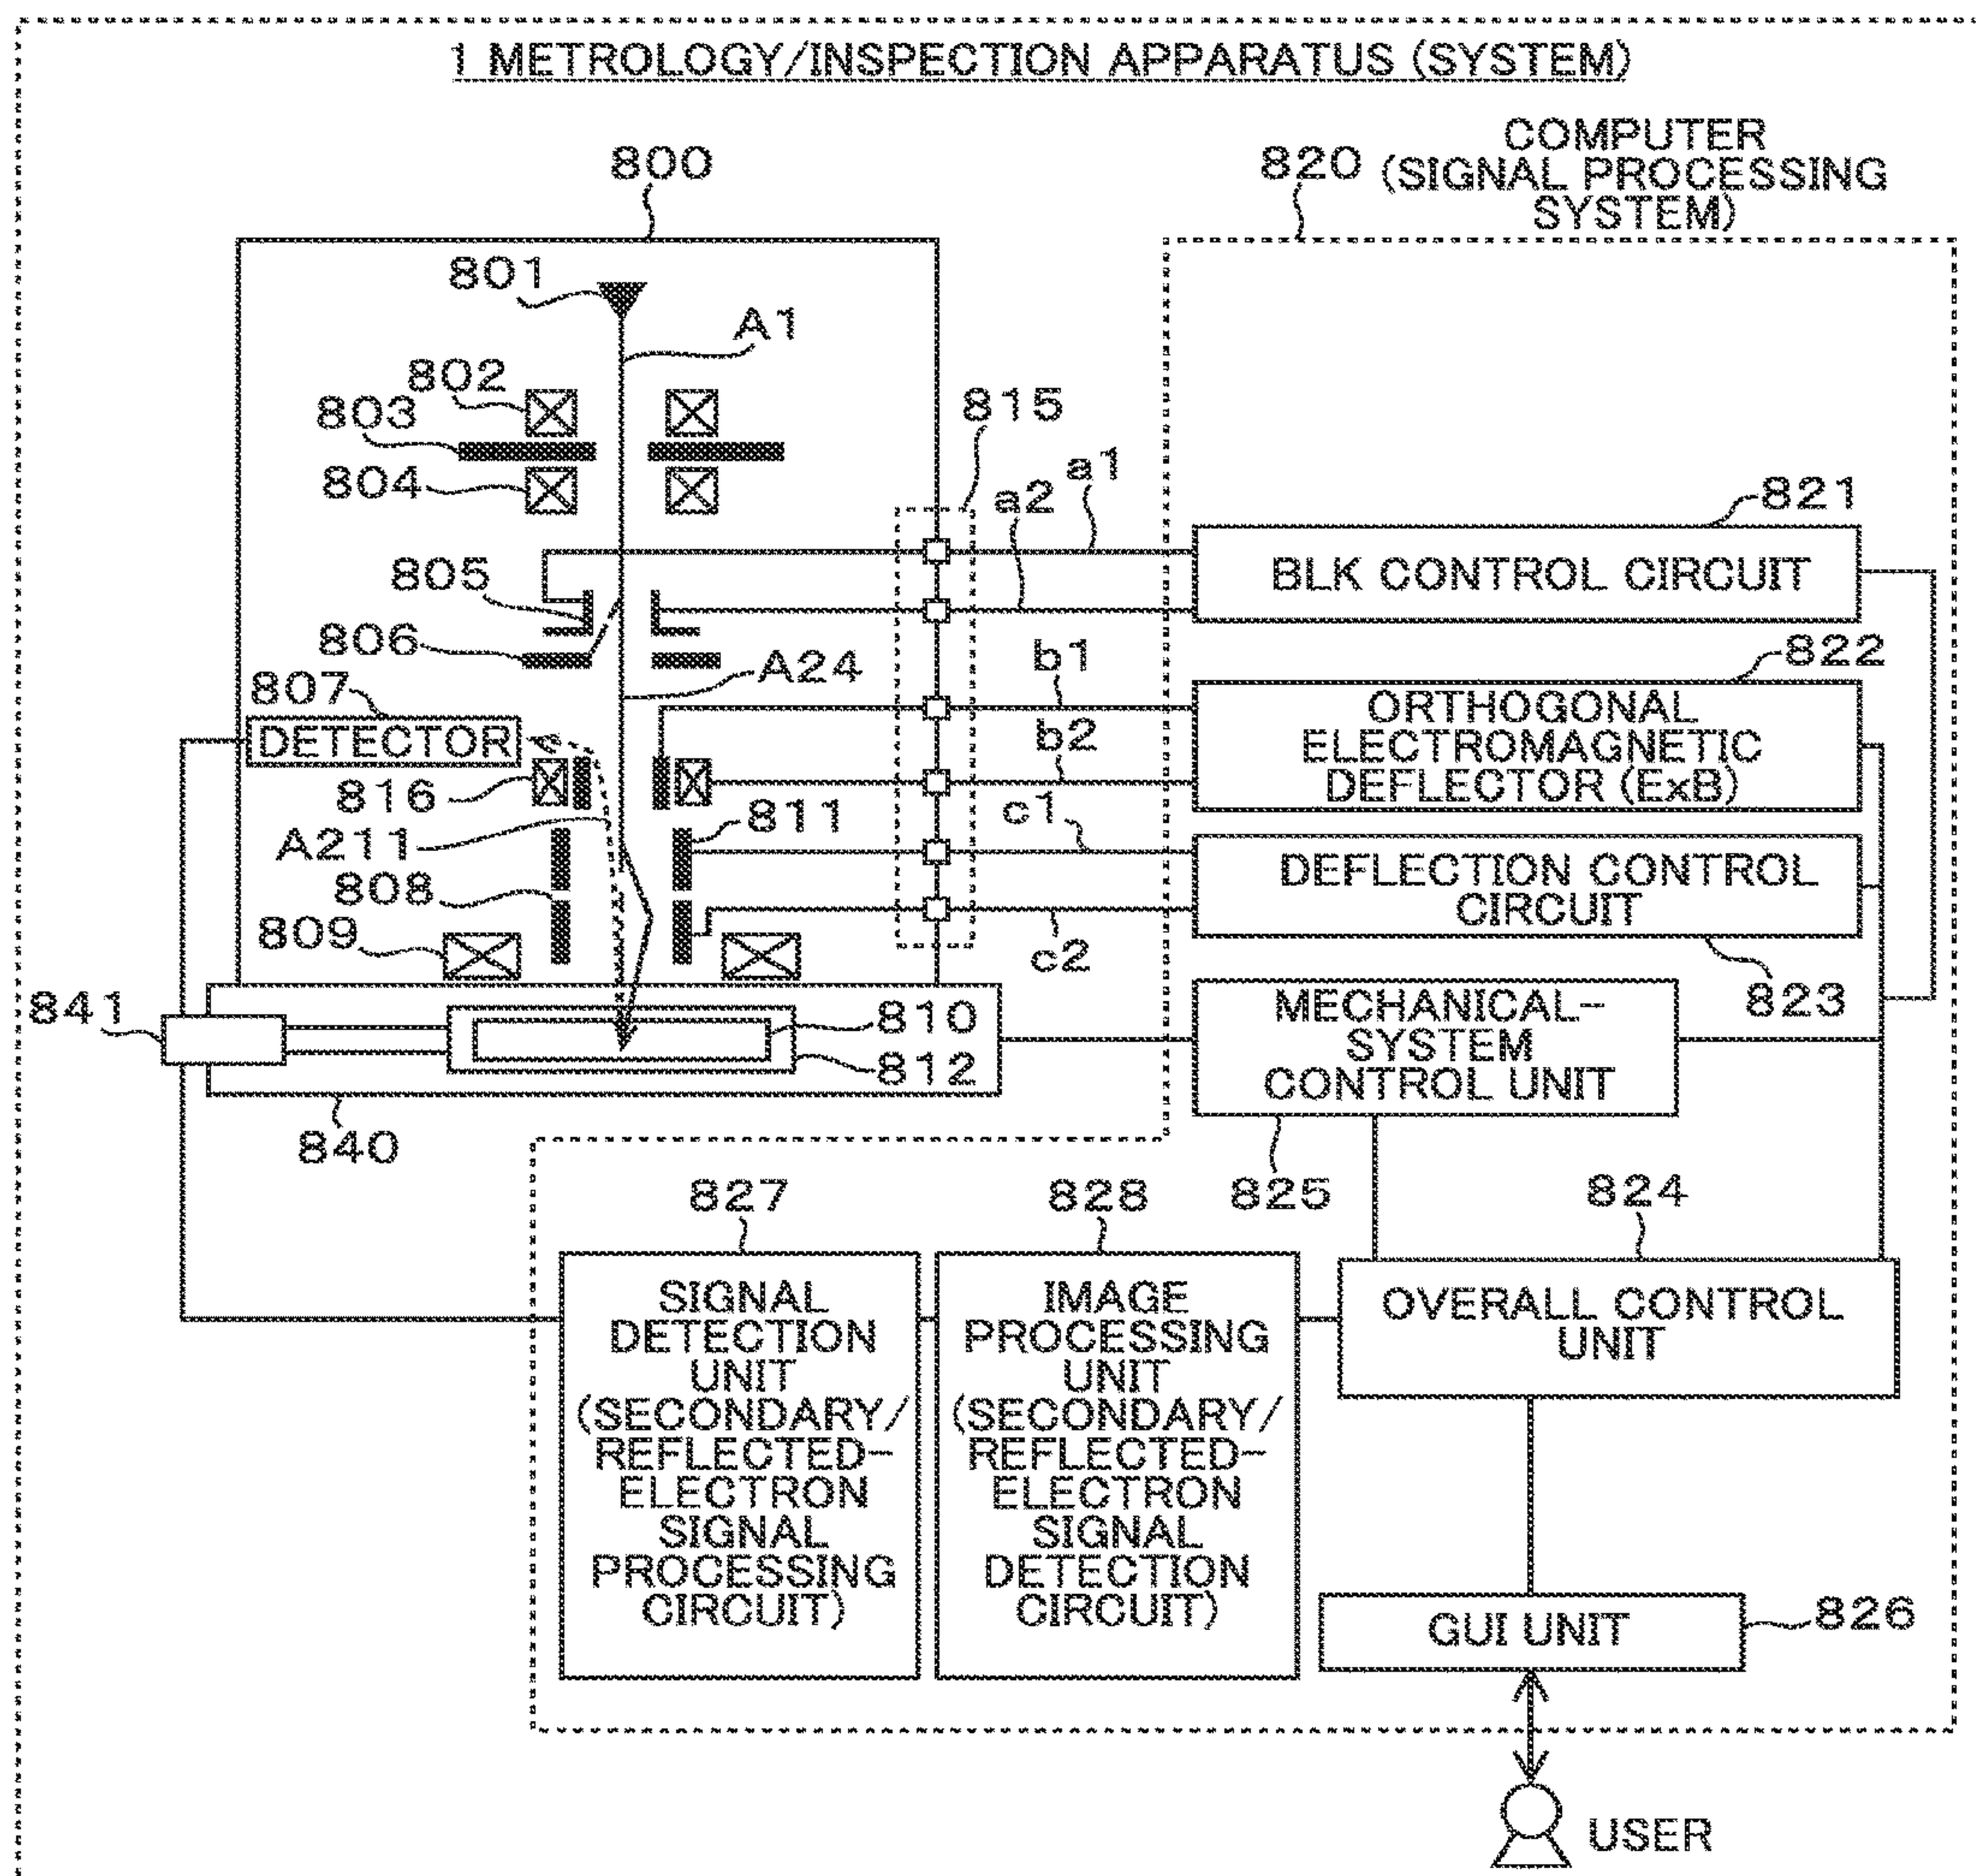 1 METROLOGY/INSPECTION APPARATUS (SYSTEM)
800
820
COMPUTER
(SIGNAL PROCESSING
SYSTEM)
801
A1
802
803
804
815
a1
a2
821
BLK CONTROL CIRCUIT
805
806
A24
b1
822
807
DETECTOR
b2
ORTHOGONAL
ELECTROMAGNETIC
DEFLECTOR (ExB)
816
811
c1
A211
808
DEFLECTION CONTROL
CIRCUIT
809
c2
823
841
810
812
MECHANICAL-
SYSTEM
CONTROL UNIT
840
827
828
825
824
SIGNAL
DETECTION
UNIT
(SECONDARY/
REFLECTED-
ELECTRON
SIGNAL
PROCESSING
CIRCUIT)
IMAGE
PROCESSING
UNIT
(SECONDARY/
REFLECTED-
ELECTRON
SIGNAL
DETECTION
CIRCUIT)
OVERALL CONTROL
UNIT
GUI UNIT
826
USER